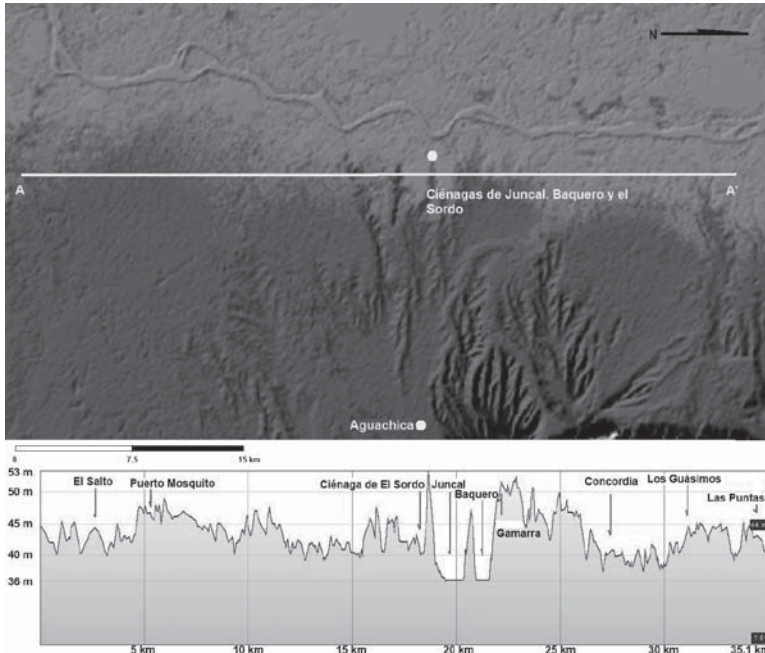 N
A
A'
Ciénagas de Juncal, Baquero y el
Sordo
Aguachica
0 7.5 15 km
53 m
50 m
45 m
40 m
36 m
El Salto
Puerto Mosquito
Ciénaga de El Sordo
Juncal
Baquero
Gamarra
Concordia
Los Guásimos
Las Puntas
5 km 10 km 15 km 20 km 25 km 30 km 35.1 km